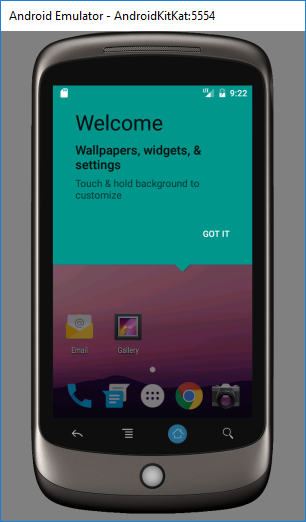 Android Emulator - AndroidKitKat:5554
9:22
Welcome
Wallpapers, widgets, &
settings
Touch & hold background to
customize
GOT IT
Email
Gallery